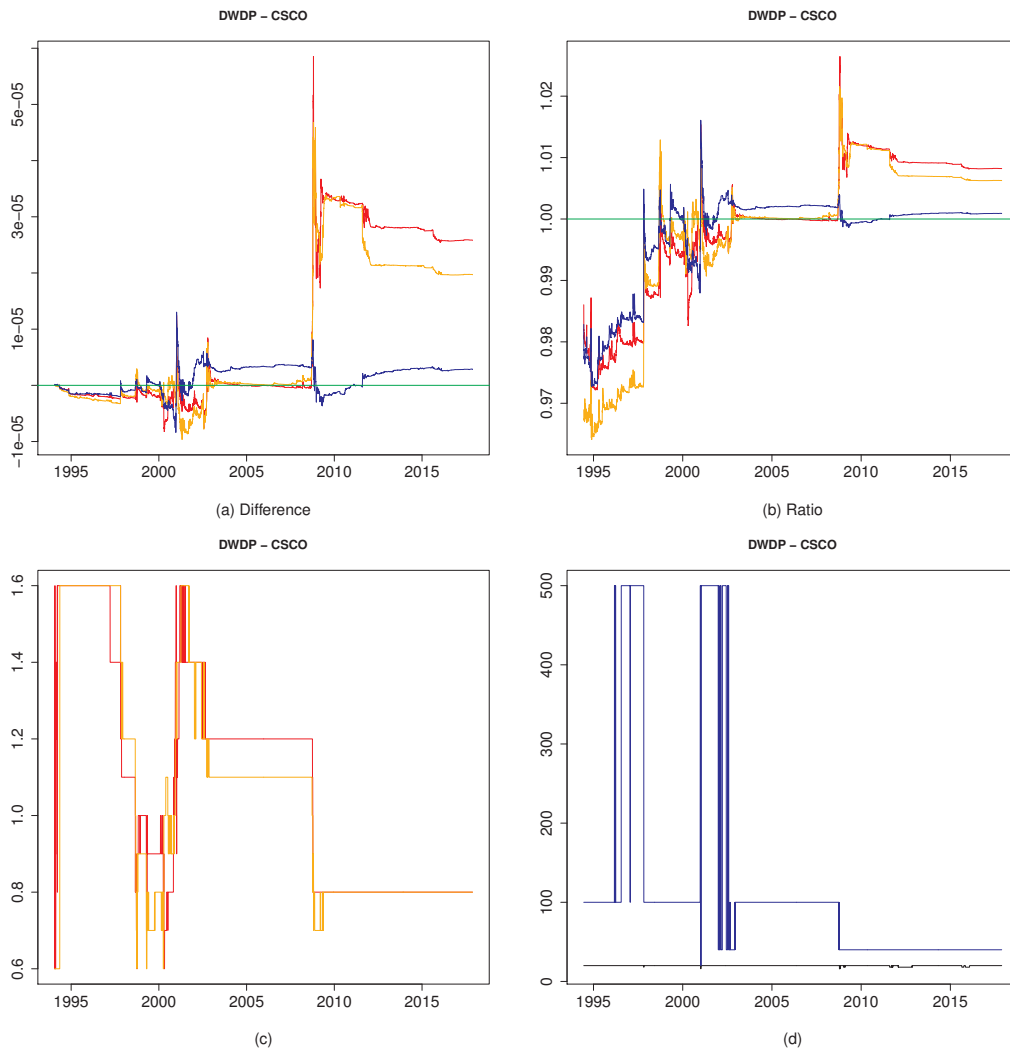 DWDP − CSCO
5e−05
3e−05
1e−05
−1e−05
1995 2000 2005 2010 2015
(a) Difference
DWDP − CSCO
1.02
1.01
1.00
0.99
0.98
0.97
1995 2000 2005 2010 2015
(b) Ratio
DWDP − CSCO
1.6
1.4
1.2
1.0
0.8
0.6
1995 2000 2005 2010 2015
(c)
DWDP − CSCO
500
400
300
200
100
0
1995 2000 2005 2010 2015
(d)